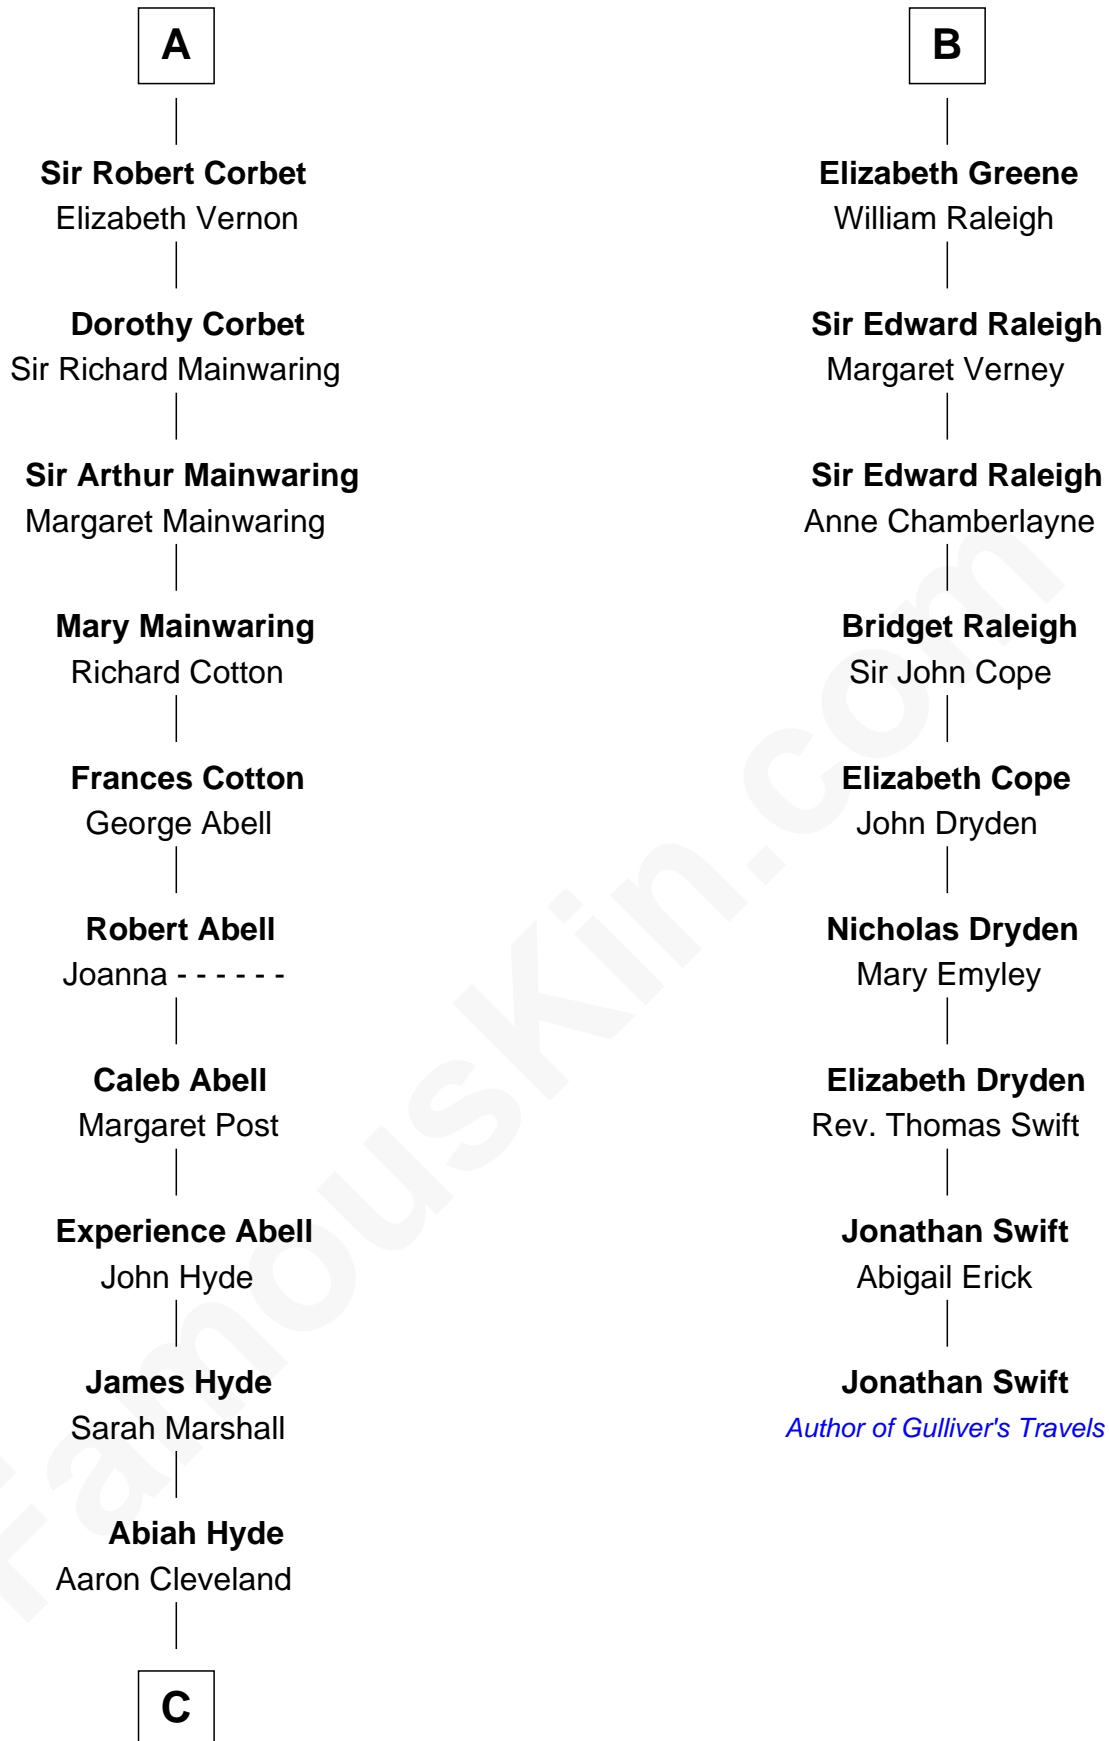 A
Sir Robert Corbet
Elizabeth Vernon
Dorothy Corbet
Sir Richard Mainwaring
Sir Arthur Mainwaring
Margaret Mainwaring
Mary Mainwaring
Richard Cotton
Frances Cotton
George Abell
Robert Abell
Joanna - - - - - -
Caleb Abell
Margaret Post
Experience Abell
John Hyde
James Hyde
Sarah Marshall
Abiah Hyde
Aaron Cleveland
C
B
Elizabeth Greene
William Raleigh
Sir Edward Raleigh
Margaret Verney
Sir Edward Raleigh
Anne Chamberlayne
Bridget Raleigh
Sir John Cope
Elizabeth Cope
John Dryden
Nicholas Dryden
Mary Emyley
Elizabeth Dryden
Rev. Thomas Swift
Jonathan Swift
Abigail Erick
Jonathan Swift
Author of Gulliver's Travels
FamousKin.com